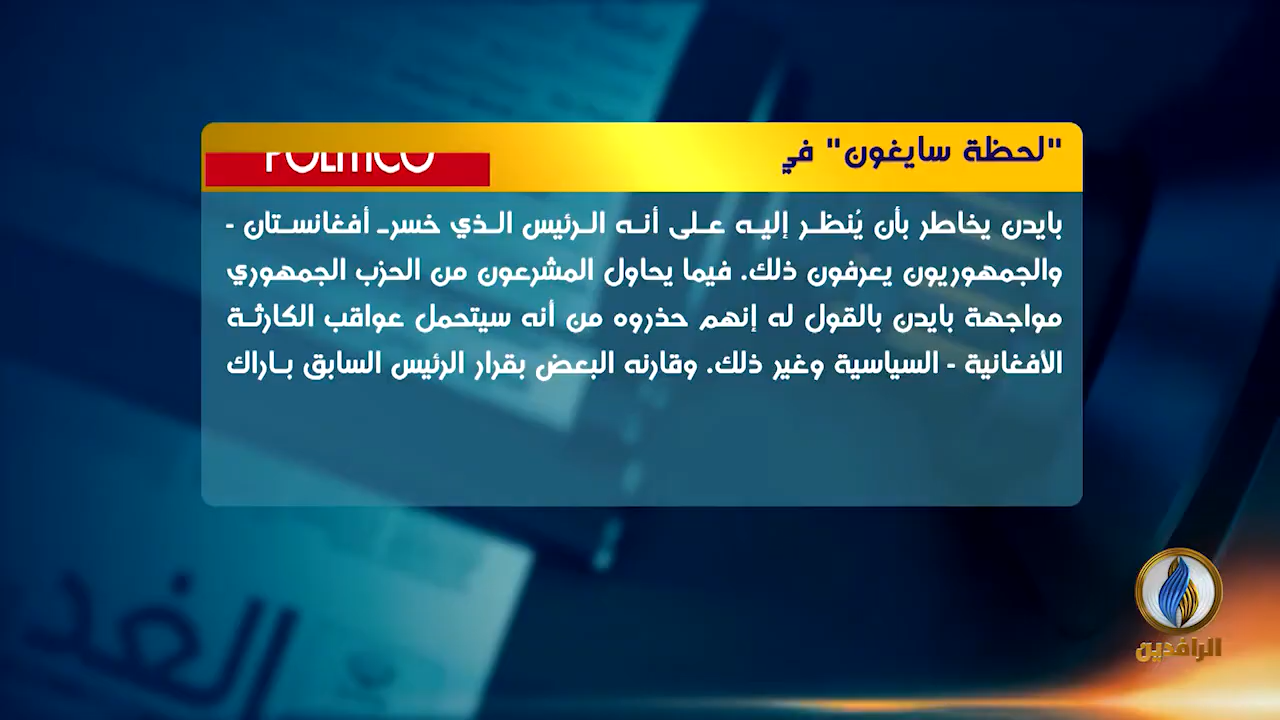 "لحظة سايغون" في
POLITICO
بايدن يخاطر بأن يُنظر إليه على أنه الرئيس الذي خسر أفغانستان -
والجمهوريون يعرفون ذلك. فيما يحاول المشرعون من الحزب الجمهوري
مواجهة بايدن بالقول له إنهم حذروه من أنه سيتحمل عواقب الكارثة
الأفغانية - السياسية وغير ذلك. وقارنه البعض بقرار الرئيس السابق باراك
الغد
الرافدين